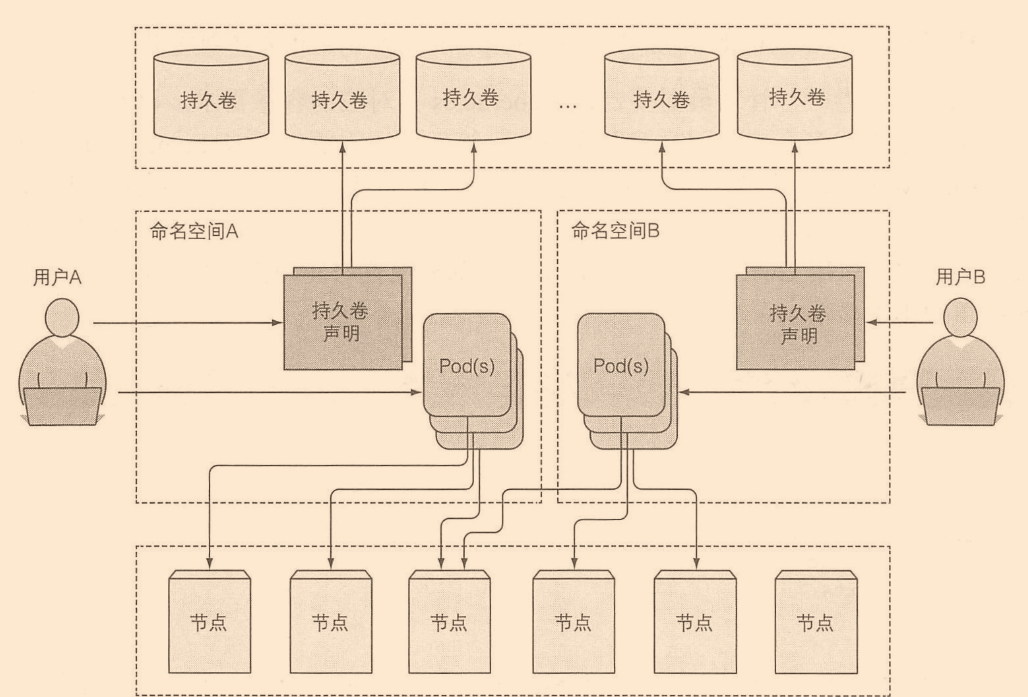 持久卷
持久卷
持久卷
...
持久卷
持久卷
命名空间A
命名空间B
用户A
用户B
持久卷
声明
持久卷
声明
Pod(s)
Pod(s)
节点
节点
节点
节点
节点
节点